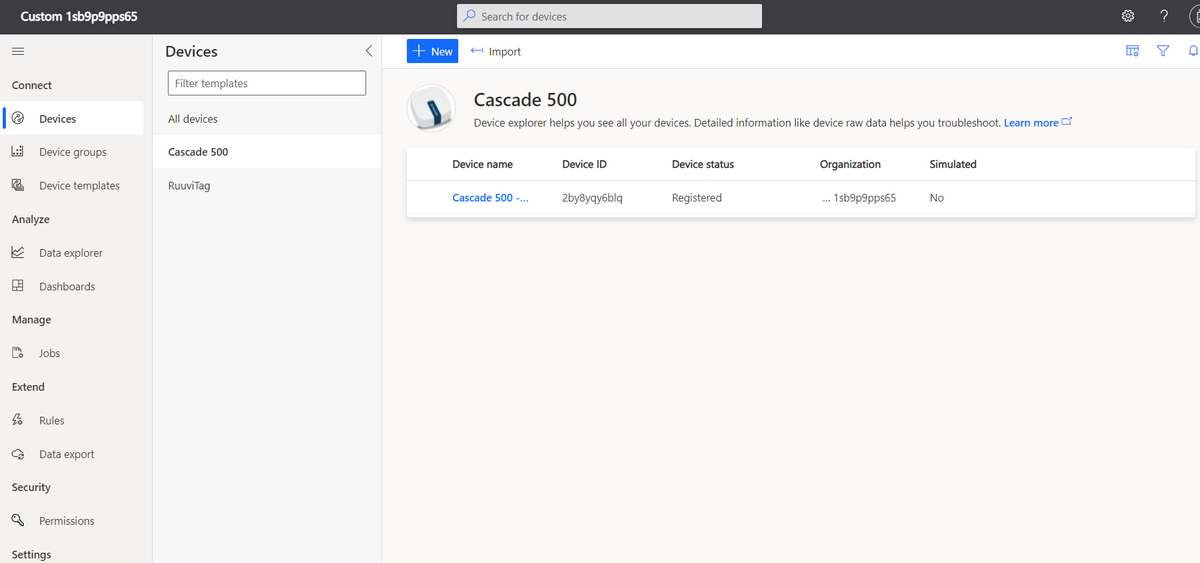 Custom 1sb9p9pps65
Search for devices
?
Connect
Devices
Device groups
Device templates
Analyze
Data explorer
Dashboards
Manage
Jobs
Extend
Rules
Data export
Security
Permissions
Settings
Devices
Filter templates
All devices
Cascade 500
RuuviTag
New
Import
Cascade 500
Device explorer helps you see all your devices. Detailed information like device raw data helps you troubleshoot. Learn more
Device name Device ID Device status Organization Simulated
Cascade 500 -... 2by8yqy6blq Registered ... 1sb9p9pps65 No